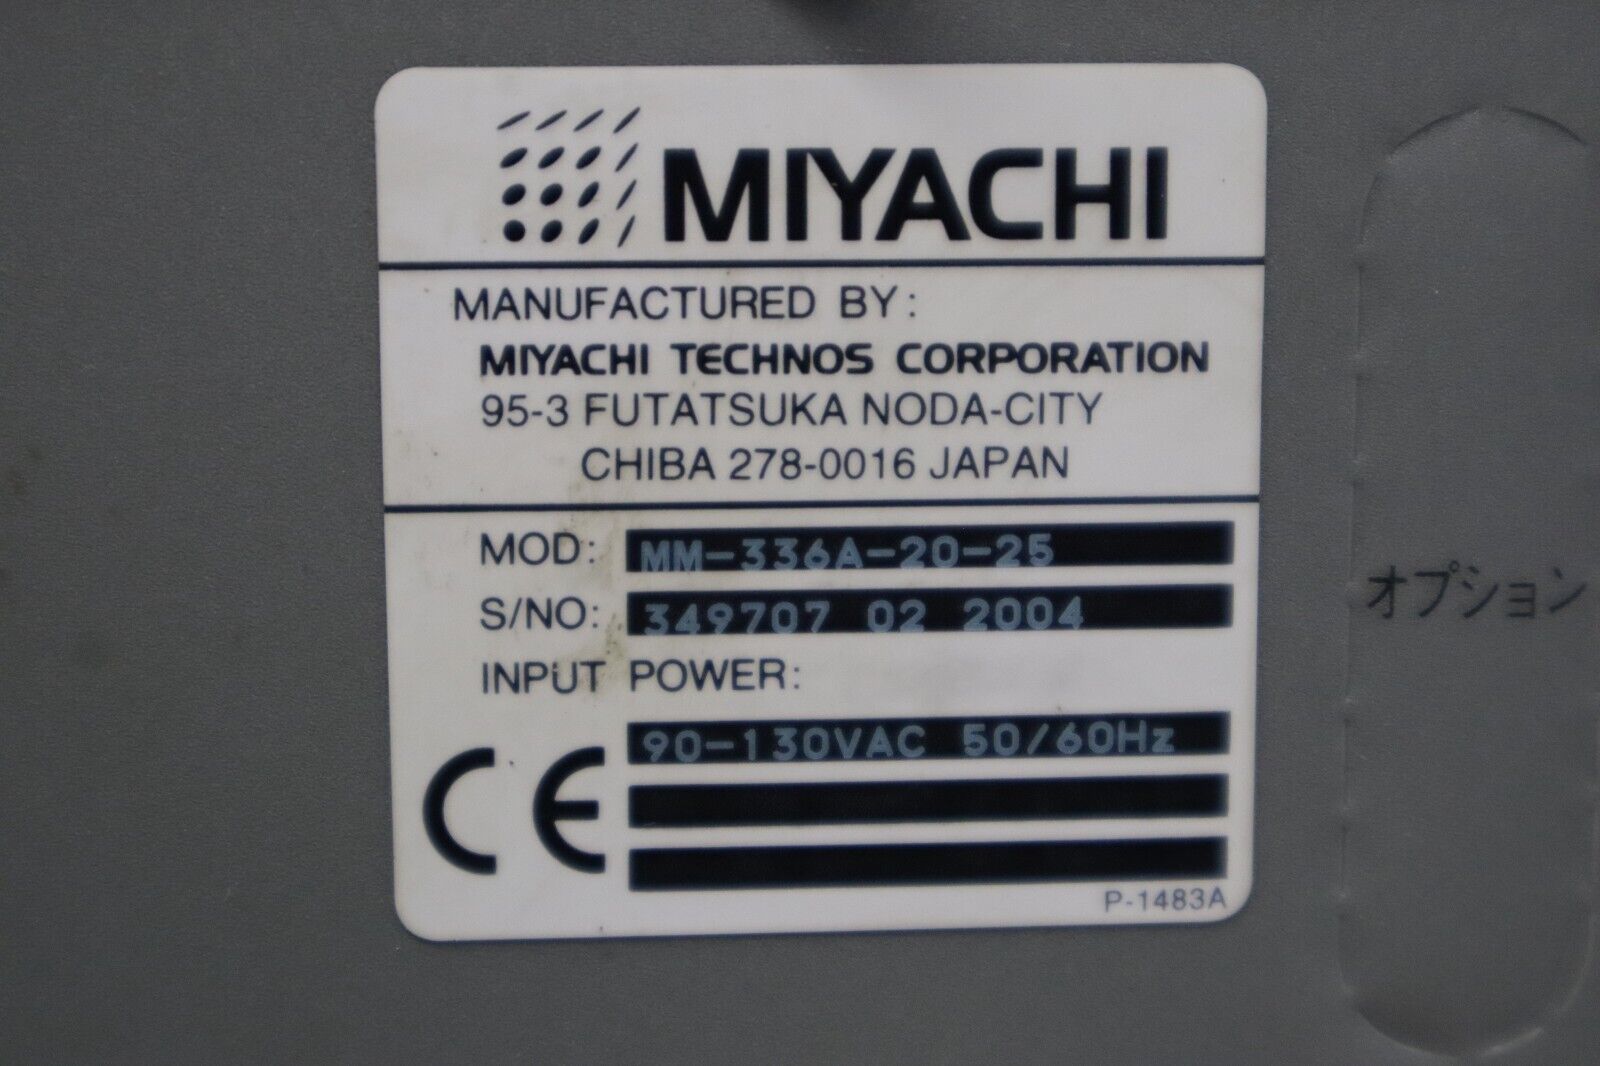 MIYACHI
MANUFACTURED BY:
MIYACHI TECHNOS CORPORATION
95-3 FUTATSUKA NODA-CITY
CHIBA 278-0016 JAPAN
MOD: MM-336A-20-25
S/NO: 349707 02 2004
INPUT POWER:
90-130VAC 50/60Hz
CE
P-1483A
オプション